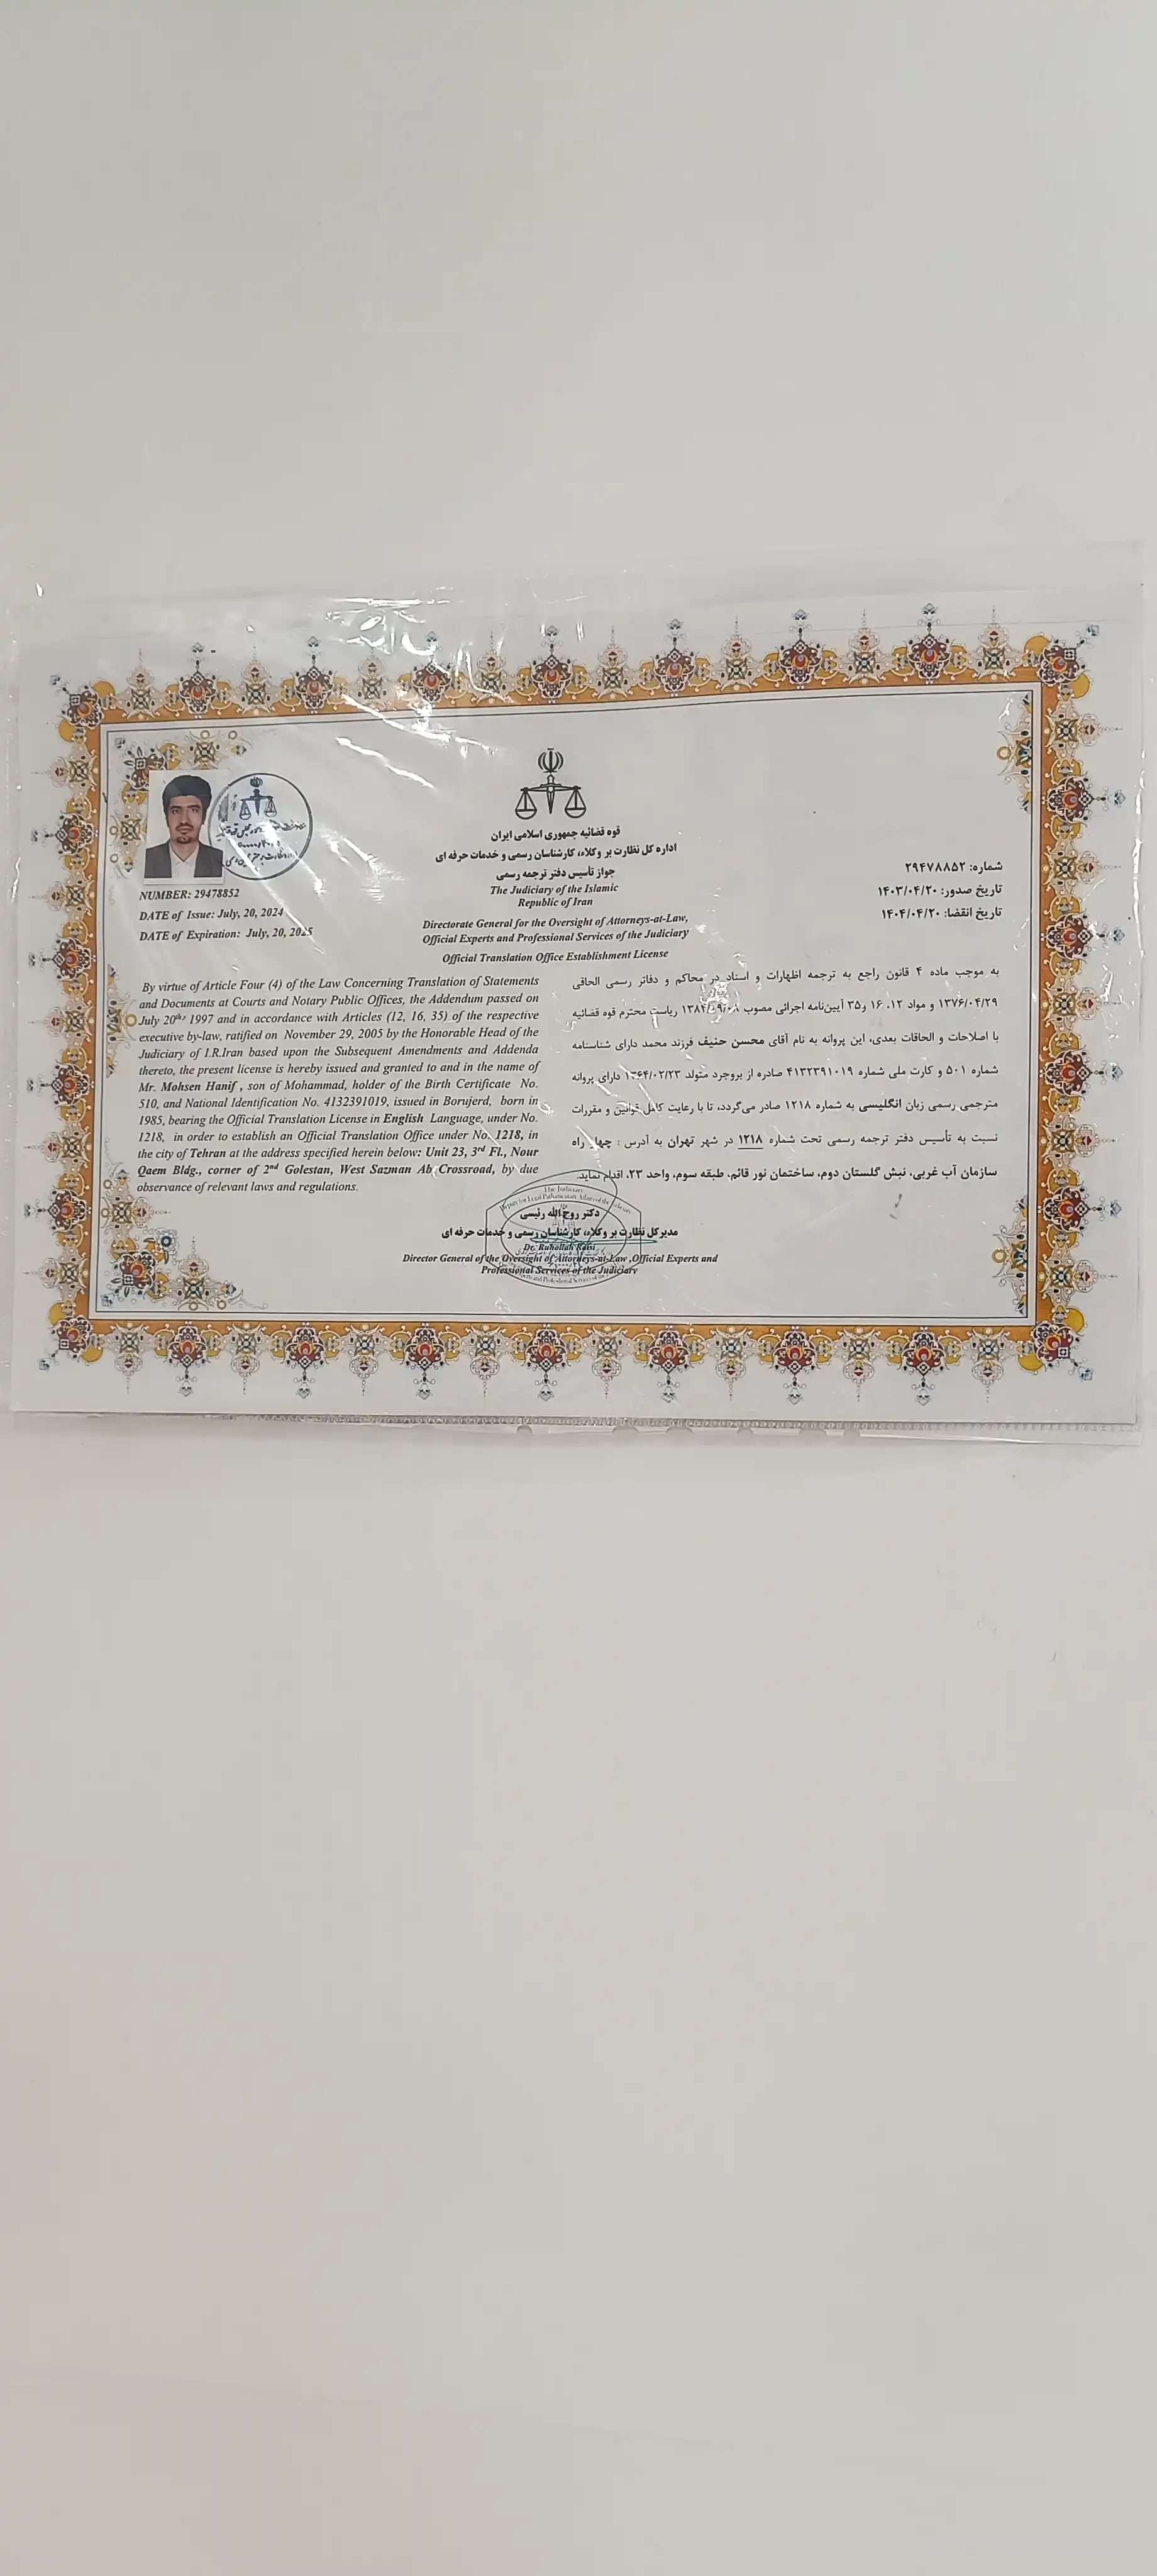 قوه قضائیه جمهوری اسلامی ایران
اداره کل نظارت بر وکلاء، کارشناسان رسمی و خدمات حرفه ای
جواز تأسیس دفتر ترجمه رسمی
The Judiciary of the Islamic
Republic of Iran
Directorate General for the Oversight of Attorneys-at-Law,
Official Experts and Professional Services of the Judiciary
Official Translation Office Establishment License
NUMBER: 29478852
DATE of Issue: July, 20, 2024
DATE of Expiration: July, 20, 2025
شماره: ۲۹۴۷۸۸۵۲
تاریخ صدور: ۱۴۰۳/۰۴/۲۰
تاریخ انقضا: ۱۴۰۴/۰۴/۲۰
By virtue of Article Four (4) of the Law Concerning Translation of Statements
and Documents at Courts and Notary Public Offices, the Addendum passed on
July 20th, 1997 and in accordance with Articles (12, 16, 35) of the respective
executive by-law, ratified on November 29, 2005 by the Honorable Head of the
Judiciary of I.R.Iran based upon the Subsequent Amendments and Addenda
thereto, the present license is hereby issued and granted to and in the name of
Mr. Mohsen Hanif , son of Mohammad, holder of the Birth Certificate No.
510, and National Identification No. 4132391019, issued in Borujerd, born in
1985, bearing the Official Translation License in English Language, under No.
1218, in order to establish an Official Translation Office under No. 1218, in
the city of Tehran at the address specified herein below: Unit 23, 3rd Fl., Nour
Qaem Bldg., corner of 2nd Golestan, West Sazman Ab Crossroad, by due
observance of relevant laws and regulations.
به موجب ماده ۴ قانون راجع به ترجمه اظهارات و اسناد در محاکم و دفاتر رسمی الحاقی
۱۳۷۶/۰۴/۲۹ و مواد ۱۲، ۱۶ و۳۵ آیین‌نامه اجرائی مصوب ریاست محترم قوه قضائیه
با اصلاحات و الحاقات بعدی، این پروانه به نام آقای محسن حنیف فرزند محمد دارای شناسنامه
شماره ۵۰۱ و کارت ملی شماره ۴۱۳۲۳۹۱۰۱۹ صادره از بروجرد متولد ۱۳۶۴/۰۲/۲۳ دارای پروانه
مترجمی رسمی زبان انگلیسی به شماره ۱۲۱۸ صادر می‌گردد، تا با رعایت کامل قوانین و مقررات
نسبت به تأسیس دفتر ترجمه رسمی تحت شماره ۱۲۱۸ در شهر تهران به آدرس : چهار راه
سازمان آب غربی، نبش گلستان دوم، ساختمان نور قائم، طبقه سوم، واحد ۲۳، اقدام نماید.
The Judiciary
دکتر روح الله رئیسی
مدیرکل نظارت بر وکلاء، کارشناسان رسمی و خدمات حرفه ای
Dr. Ruhollah Raisi
Director General of the Oversight of Attorneys-at-Law ,Official Experts and
Professional Services of the Judiciary